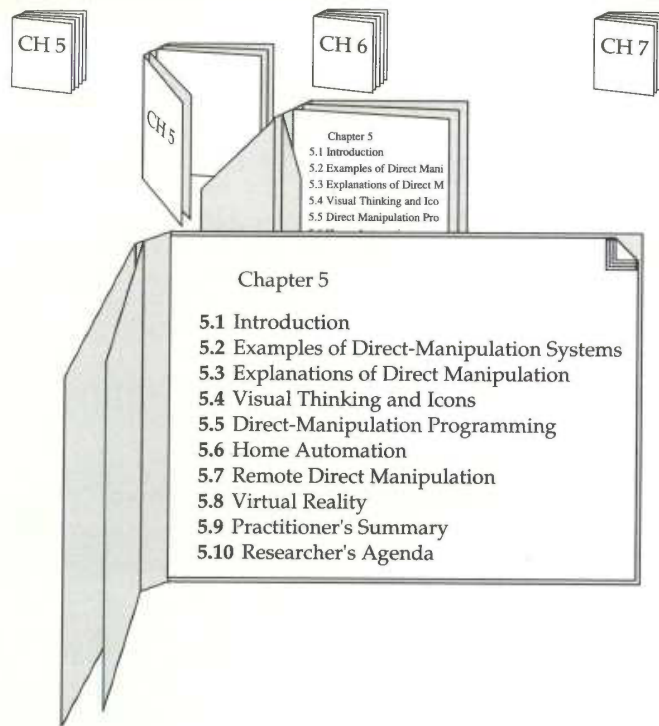 CH 5
CH 6
CH 7
CH 5
Chapter 5
5.1 Introduction
5.2 Examples of Direct Mani
5.3 Explanations of Direct M
5.4 Visual Thinking and Ico
5.5 Direct Manipulation Pro
Chapter 5
5.1 Introduction
5.2 Examples of Direct-Manipulation Systems
5.3 Explanations of Direct Manipulation
5.4 Visual Thinking and Icons
5.5 Direct-Manipulation Programming
5.6 Home Automation
5.7 Remote Direct Manipulation
5.8 Virtual Reality
5.9 Practitioner's Summary
5.10 Researcher's Agenda